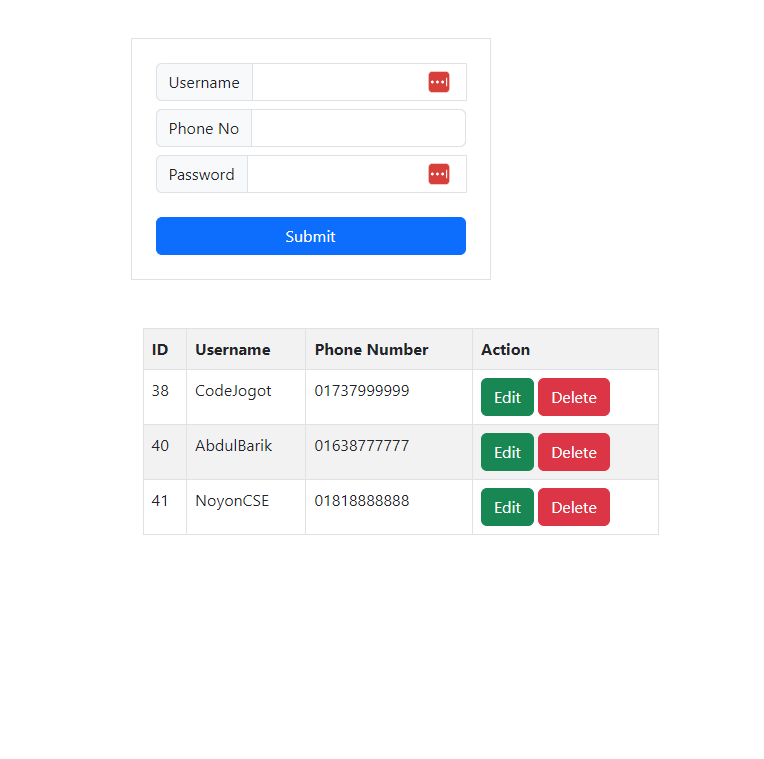 Username
Phone No
Password
Submit
ID Username Phone Number Action
38 CodeJogot 01737999999 Edit Delete
40 AbdulBarik 01638777777 Edit Delete
41 NoyonCSE 01818888888 Edit Delete